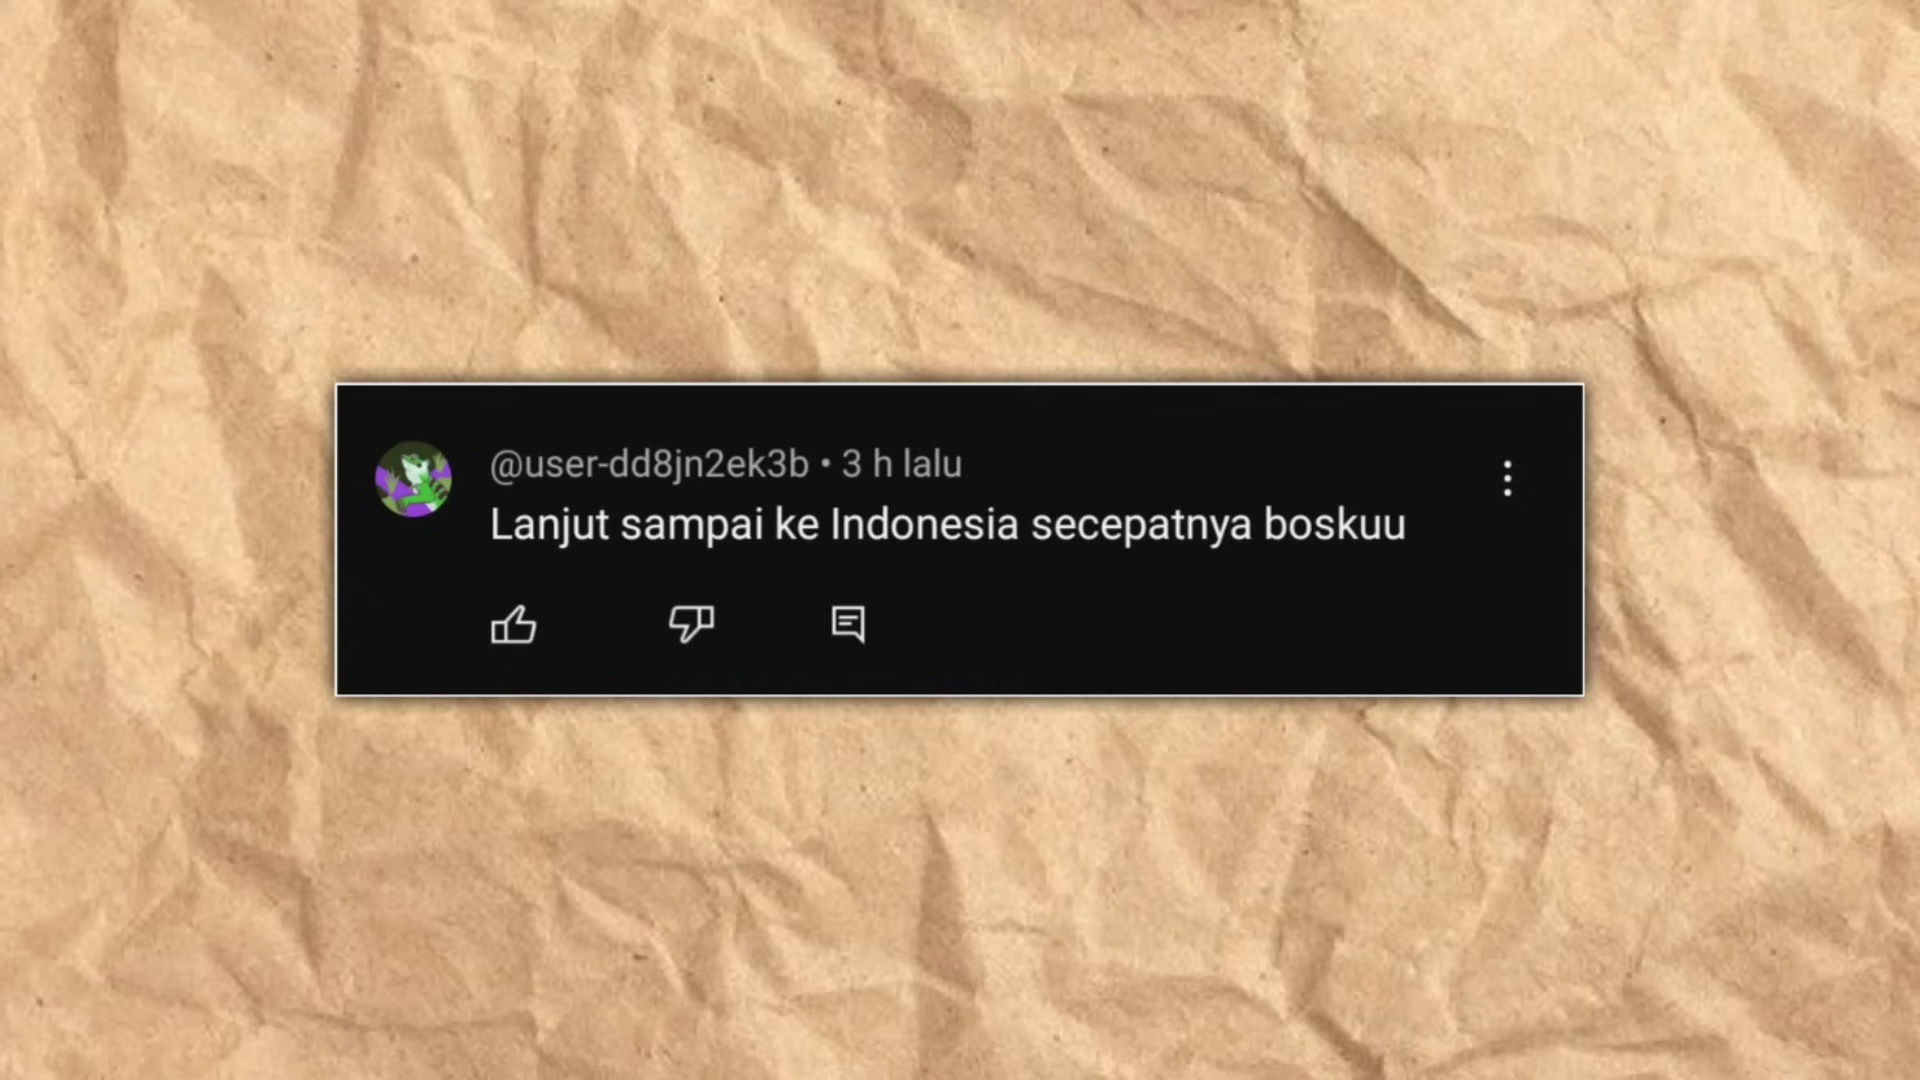 @user-dd8jn2ek3b • 3 h lalu
Lanjut sampai ke Indonesia secepatnya boskuu